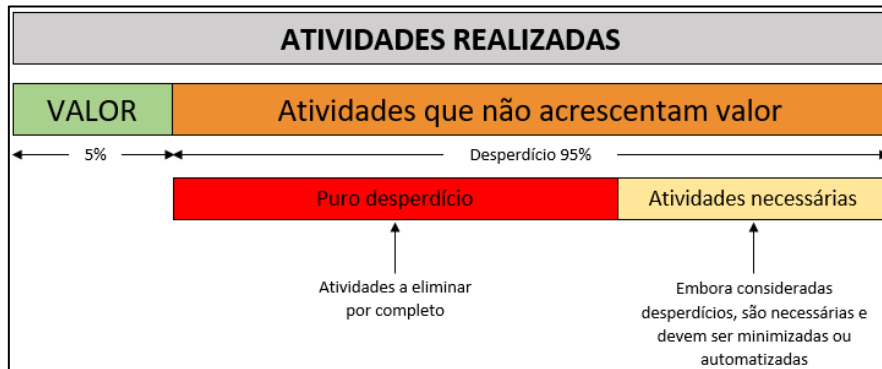 ATIVIDADES REALIZADAS
VALOR
Atividades que não acrescentam valor
5%
Desperdício 95%
Puro desperdício
Atividades necessárias
Atividades a eliminar
por completo
Embora consideradas
desperdícios, são necessárias e
devem ser minimizadas ou
automatizadas